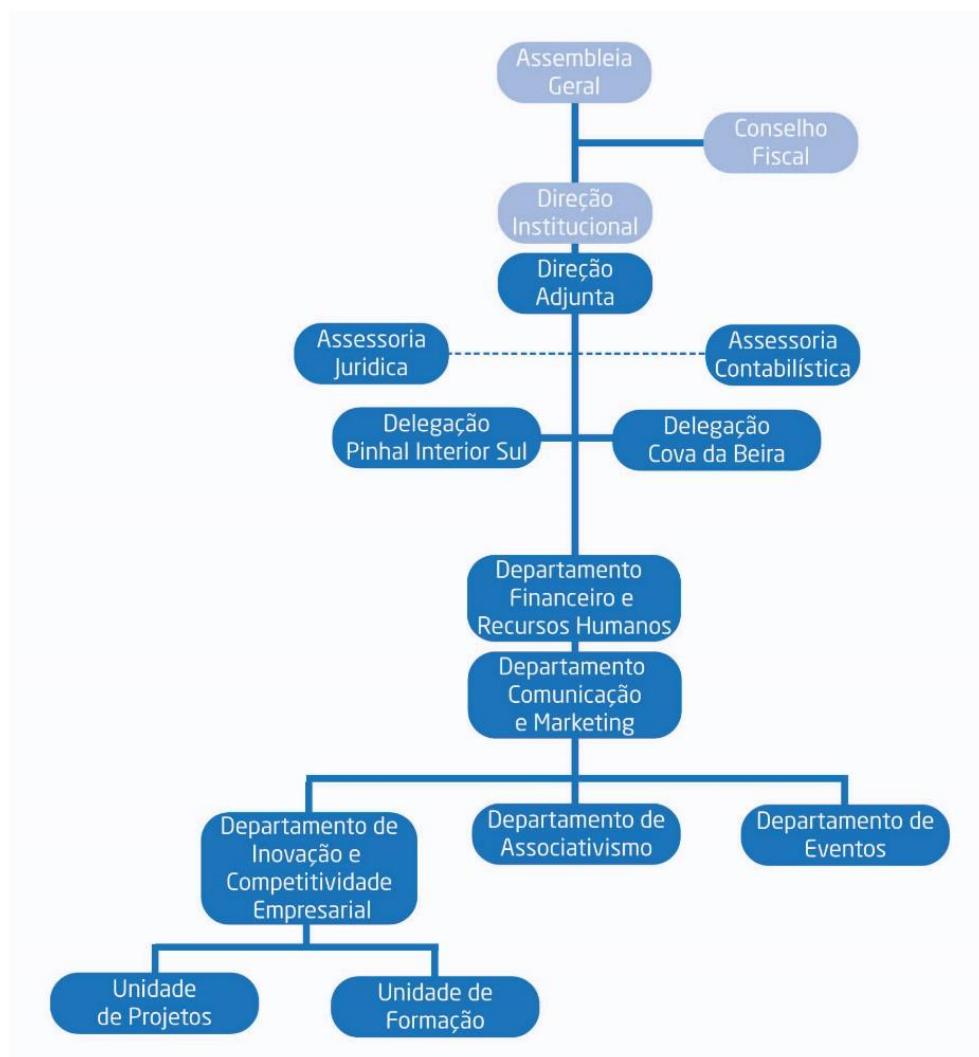 Assembleia
Geral
Conselho
Fiscal
Direção
Institucional
Direção
Adjunta
Assessoria
Juridica
Assessoria
Contabilística
Delegação
Pinhal Interior Sul
Delegação
Cova da Beira
Departamento
Financeiro e
Recursos Humanos
Departamento
Comunicação
e Marketing
Departamento de
Inovação e
Competitividade
Empresarial
Departamento de
Associativismo
Departamento de
Eventos
Unidade
de Projetos
Unidade de
Formação